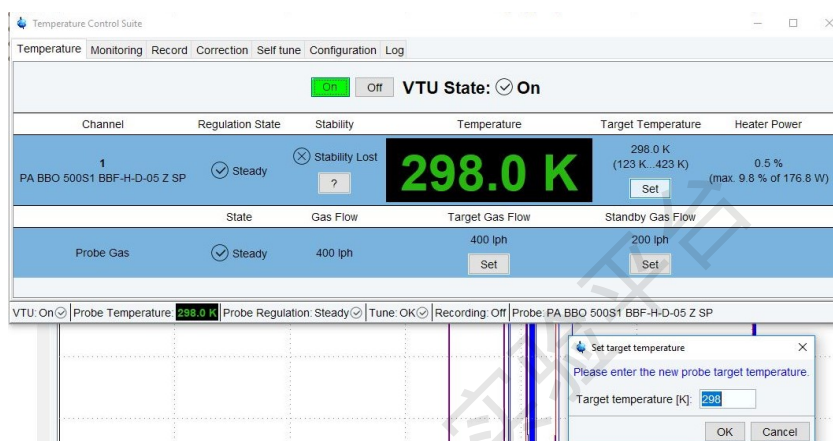 Temperature Control Suite
Temperature Monitoring Record Correction Self tune Configuration Log
On Off VTU State: On
Channel Regulation State Stability Temperature Target Temperature Heater Power
1
PA BBO 500S1 BBF-H-D-05 Z SP
Steady
Stability Lost
?
298.0 K
298.0 K
(123 K...423 K)
Set
0.5 %
(max. 9.8 % of 176.8 W)
State Gas Flow Target Gas Flow Standby Gas Flow
Probe Gas
Steady
400 lph
400 lph
Set
200 lph
Set
VTU: On Probe Temperature: 298.0 K Probe Regulation: Steady Tune: OK Recording: Off Probe: PA BBO 500S1 BBF-H-D-05 Z SP
Set target temperature
Please enter the new probe target temperature.
Target temperature [K]: 298
OK Cancel
实验平台